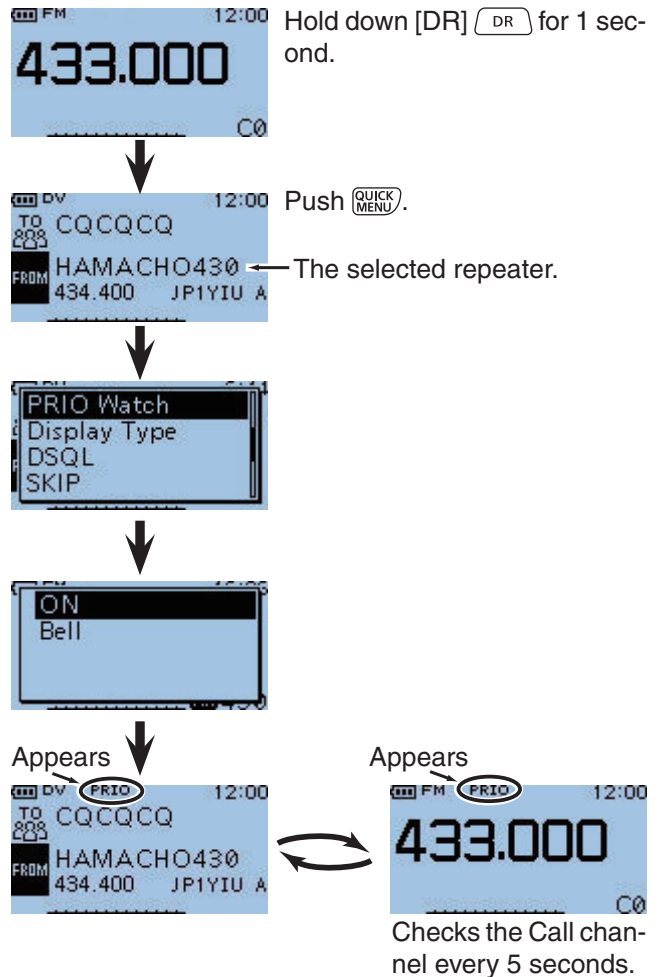 FM 12:00
433.000
C0
Hold down [DR] DR for 1 sec-
ond.
DV 12:00
TO CQCQCQ
FROM HAMACHO430
434.400 JP1YIU A
Push QUICK MENU.
The selected repeater.
PRIO Watch
Display Type
DSQL
SKIP
ON
Bell
Appears
DV PRIO 12:00
TO CQCQCQ
FROM HAMACHO430
434.400 JP1YIU A
Appears
FM PRIO 12:00
433.000
C0
Checks the Call chan-
nel every 5 seconds.